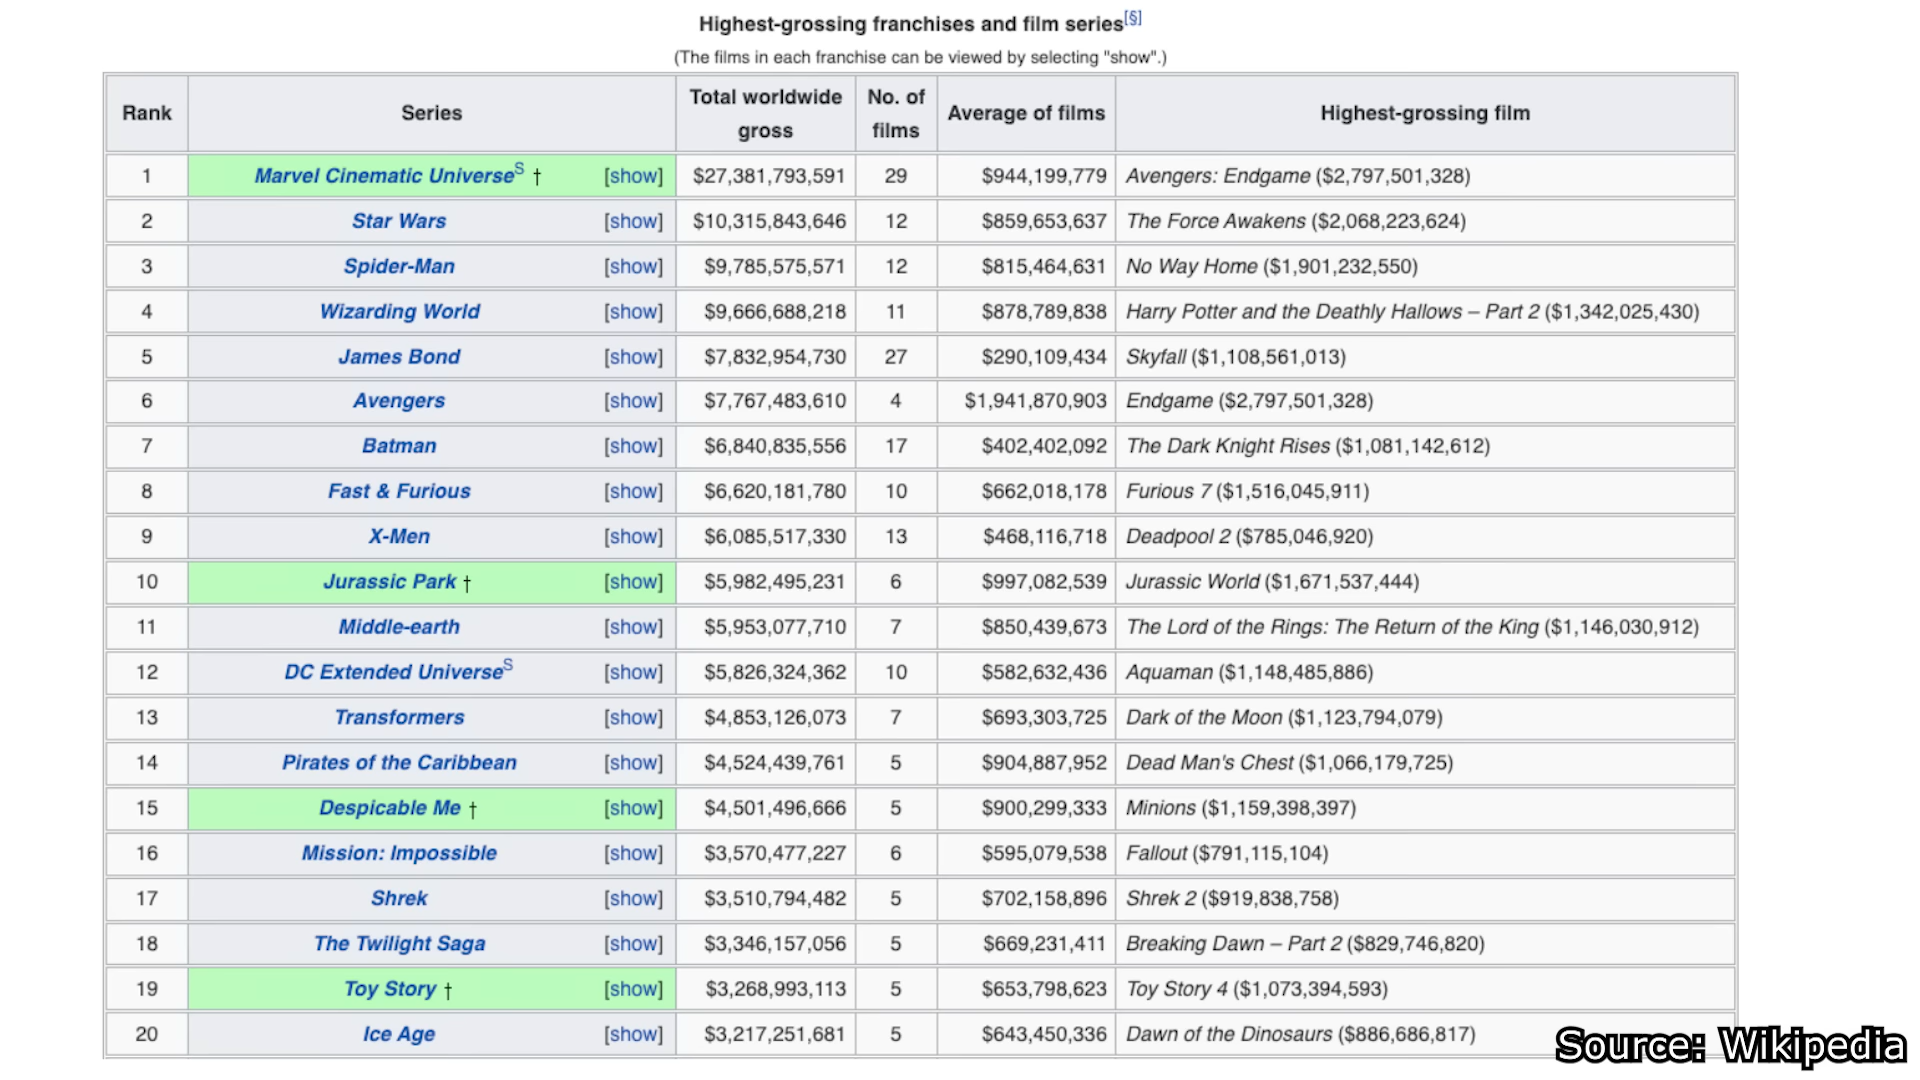 Highest-grossing franchises and film series[§]
(The films in each franchise can be viewed by selecting "show".)
Rank Series Total worldwide gross No. of films Average of films Highest-grossing film
1 Marvel Cinematic UniverseS † [show] $27,381,793,591 29 $944,199,779 Avengers: Endgame ($2,797,501,328)
2 Star Wars [show] $10,315,843,646 12 $859,653,637 The Force Awakens ($2,068,223,624)
3 Spider-Man [show] $9,785,575,571 12 $815,464,631 No Way Home ($1,901,232,550)
4 Wizarding World [show] $9,666,688,218 11 $878,789,838 Harry Potter and the Deathly Hallows – Part 2 ($1,342,025,430)
5 James Bond [show] $7,832,954,730 27 $290,109,434 Skyfall ($1,108,561,013)
6 Avengers [show] $7,767,483,610 4 $1,941,870,903 Endgame ($2,797,501,328)
7 Batman [show] $6,840,835,556 17 $402,402,092 The Dark Knight Rises ($1,081,142,612)
8 Fast & Furious [show] $6,620,181,780 10 $662,018,178 Furious 7 ($1,516,045,911)
9 X-Men [show] $6,085,517,330 13 $468,116,718 Deadpool 2 ($785,046,920)
10 Jurassic Park † [show] $5,982,495,231 6 $997,082,539 Jurassic World ($1,671,537,444)
11 Middle-earth [show] $5,953,077,710 7 $850,439,673 The Lord of the Rings: The Return of the King ($1,146,030,912)
12 DC Extended UniverseS [show] $5,826,324,362 10 $582,632,436 Aquaman ($1,148,485,886)
13 Transformers [show] $4,853,126,073 7 $693,303,725 Dark of the Moon ($1,123,794,079)
14 Pirates of the Caribbean [show] $4,524,439,761 5 $904,887,952 Dead Man's Chest ($1,066,179,725)
15 Despicable Me † [show] $4,501,496,666 5 $900,299,333 Minions ($1,159,398,397)
16 Mission: Impossible [show] $3,570,477,227 6 $595,079,538 Fallout ($791,115,104)
17 Shrek [show] $3,510,794,482 5 $702,158,896 Shrek 2 ($919,838,758)
18 The Twilight Saga [show] $3,346,157,056 5 $669,231,411 Breaking Dawn – Part 2 ($829,746,820)
19 Toy Story † [show] $3,268,993,113 5 $653,798,623 Toy Story 4 ($1,073,394,593)
20 Ice Age [show] $3,217,251,681 5 $643,450,336 Dawn of the Dinosaurs ($886,686,817)
Source: Wikipedia